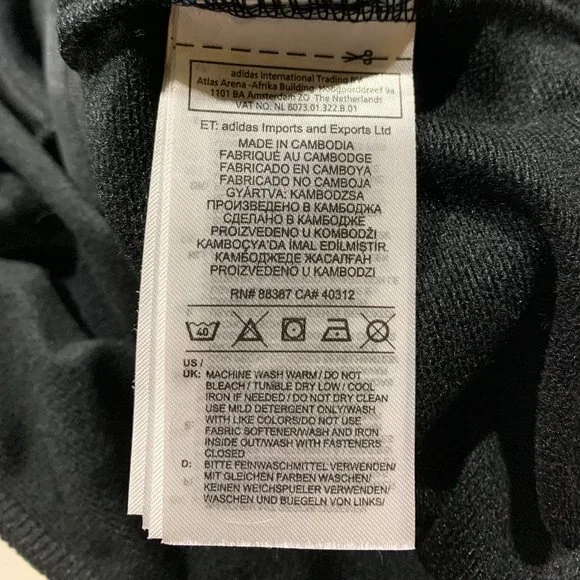 adidas International Trading
Atlas Arena -Afrika Building, Hoogoorddreef 9a
1101 BA Amsterdam ZO The Netherlands
VAT NO. NL 8073.01.322.B.01
ET: adidas Imports and Exports Ltd
MADE IN CAMBODIA
FABRIQUÉ AU CAMBODGE
FABRICADO EN CAMBOYA
FABRICADO NO CAMBOJA
GYÁRTVA: KAMBODZSA
ПРОИЗВЕДЕНО В КАМБОДЖА
СДЕЛАНО В КАМБОДЖЕ
PROIZVEDENO U KOMBODŽI
KAMBOÇYA'DA İMAL EDİLMİŞTİR
КАМБОДЖЕДЕ ЖАСАЛҒАН
PROIZVEDENO U KAMBODZI
RN# 88387 CA# 40312
40
US /
UK: MACHINE WASH WARM / DO NOT
BLEACH / TUMBLE DRY LOW / COOL
IRON IF NEEDED / DO NOT DRY CLEAN
USE MILD DETERGENT ONLY/WASH
WITH LIKE COLORS/DO NOT USE
FABRIC SOFTENER/WASH AND IRON
INSIDE OUT/WASH WITH FASTENERS
CLOSED
D: BITTE FEINWASCHMITTEL VERWENDEN/
MIT GLEICHEN FARBEN WASCHEN/
KEINEN WEICHSPUELER VERWENDEN/
WASCHEN UND BUEGELN VON LINKS/